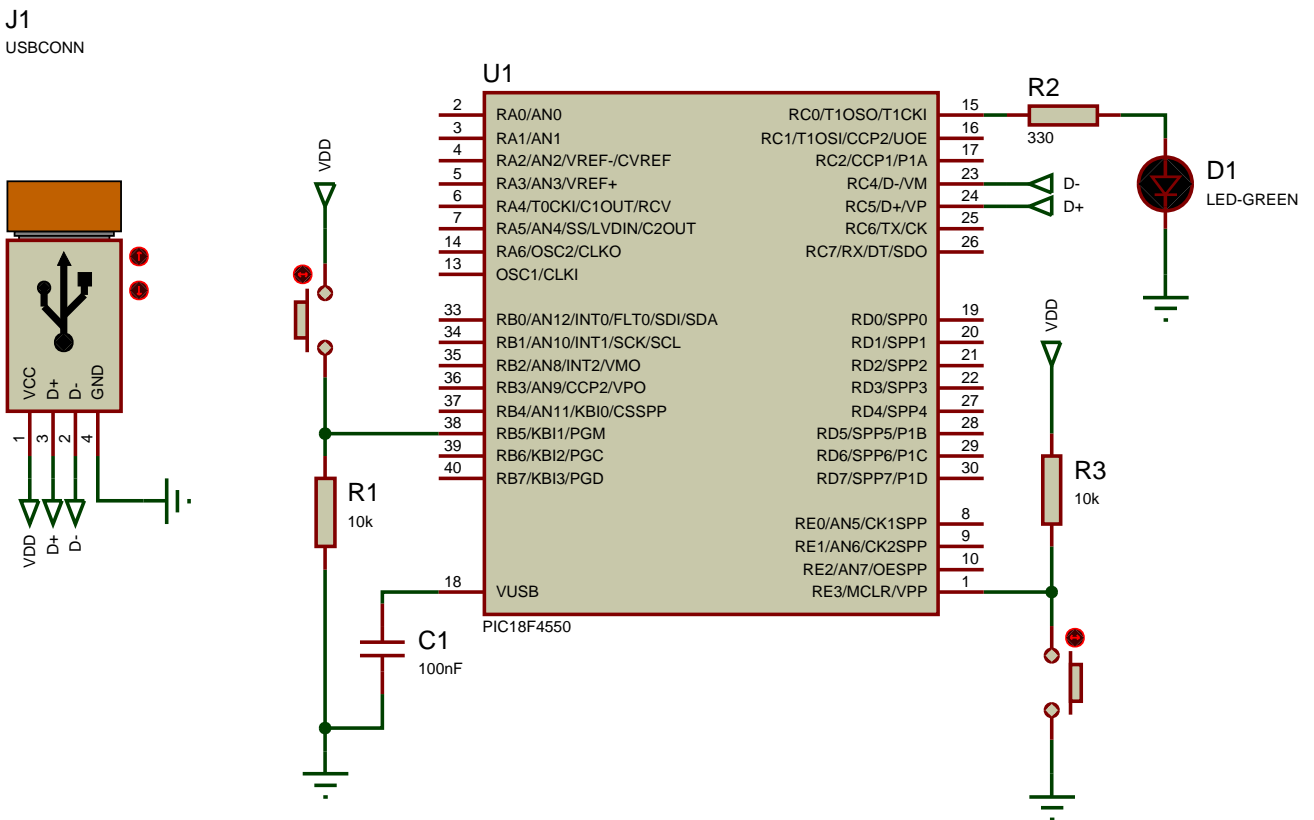 J1
USBCONN
VCC
D+
D-
GND
1
3
2
4
VDD
D+
D-
VDD
R1
10k
C1
100nF
U1
PIC18F4550
2 RA0/AN0
3 RA1/AN1
4 RA2/AN2/VREF-/CVREF
5 RA3/AN3/VREF+
6 RA4/T0CKI/C1OUT/RCV
7 RA5/AN4/SS/LVDIN/C2OUT
14 RA6/OSC2/CLKO
13 OSC1/CLKI
33 RB0/AN12/INT0/FLT0/SDI/SDA
34 RB1/AN10/INT1/SCK/SCL
35 RB2/AN8/INT2/VMO
36 RB3/AN9/CCP2/VPO
37 RB4/AN11/KBI0/CSSPP
38 RB5/KBI1/PGM
39 RB6/KBI2/PGC
40 RB7/KBI3/PGD
18 VUSB
RC0/T1OSO/T1CKI 15
RC1/T1OSI/CCP2/UOE 16
RC2/CCP1/P1A 17
RC4/D-/VM 23
RC5/D+/VP 24
RC6/TX/CK 25
RC7/RX/DT/SDO 26
RD0/SPP0 19
RD1/SPP1 20
RD2/SPP2 21
RD3/SPP3 22
RD4/SPP4 27
RD5/SPP5/P1B 28
RD6/SPP6/P1C 29
RD7/SPP7/P1D 30
RE0/AN5/CK1SPP 8
RE1/AN6/CK2SPP 9
RE2/AN7/OESPP 10
RE3/MCLR/VPP 1
R2
330
D-
D+
D1
LED-GREEN
VDD
R3
10k